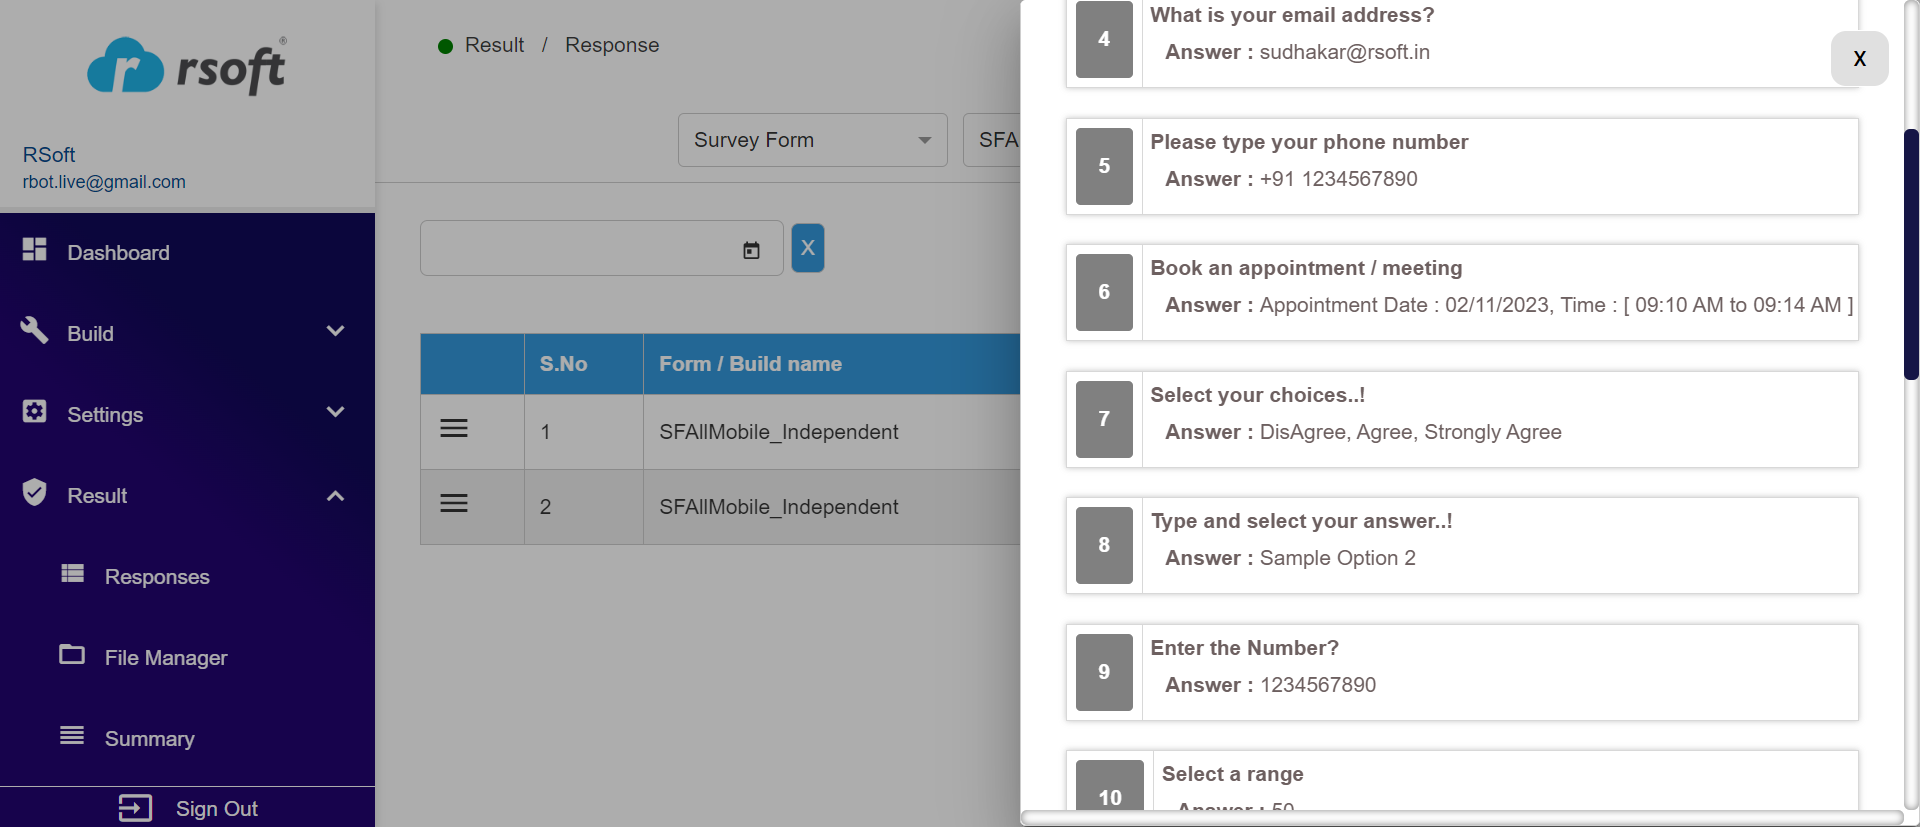 rsoft®
RSoft
rbot.live@gmail.com
Dashboard
Build
Settings
Result
Responses
File Manager
Summary
Sign Out
Result / Response
Survey Form
SFA
X
S.No
Form / Build name
1
SFAllMobile_Independent
2
SFAllMobile_Independent
X
4
What is your email address?
Answer : sudhakar@rsoft.in
5
Please type your phone number
Answer : +91 1234567890
6
Book an appointment / meeting
Answer : Appointment Date : 02/11/2023, Time : [ 09:10 AM to 09:14 AM ]
7
Select your choices..!
Answer : DisAgree, Agree, Strongly Agree
8
Type and select your answer..!
Answer : Sample Option 2
9
Enter the Number?
Answer : 1234567890
10
Select a range
Answer : 50